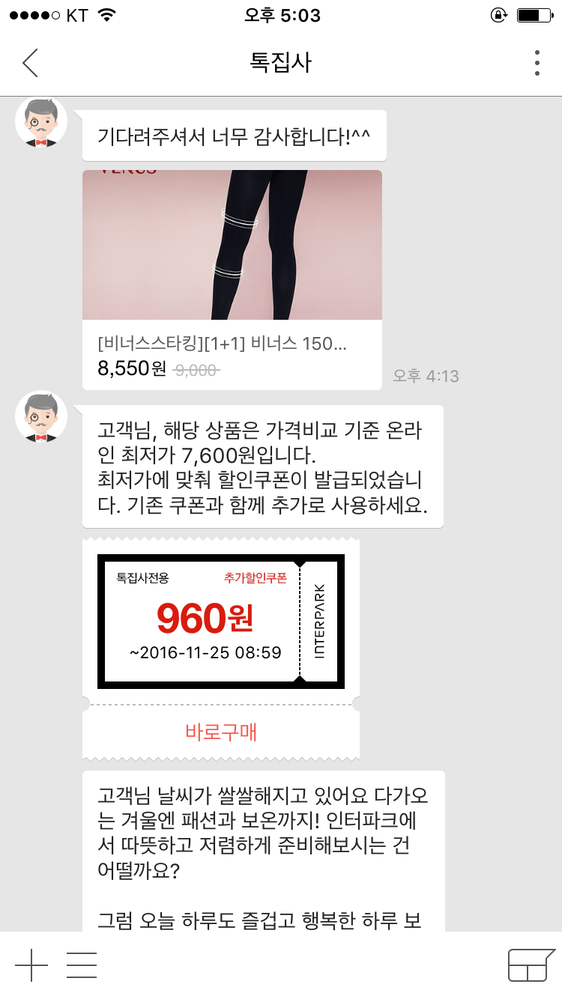 KT
오후 5:03
톡집사
기다려주셔서 너무 감사합니다!^^
VENUS
[비너스스타킹][1+1] 비너스 150...
8,550원 9,000
오후 4:13
고객님, 해당 상품은 가격비교 기준 온라
인 최저가 7,600원입니다.
최저가에 맞춰 할인쿠폰이 발급되었습니
다. 기존 쿠폰과 함께 추가로 사용하세요.
톡집사전용
추가할인쿠폰
960원
~2016-11-25 08:59
INTERPARK
바로구매
고객님 날씨가 쌀쌀해지고 있어요 다가오
는 겨울엔 패션과 보온까지! 인터파크에
서 따뜻하고 저렴하게 준비해보시는 건
어떨까요?
그럼 오늘 하루도 즐겁고 행복한 하루 보